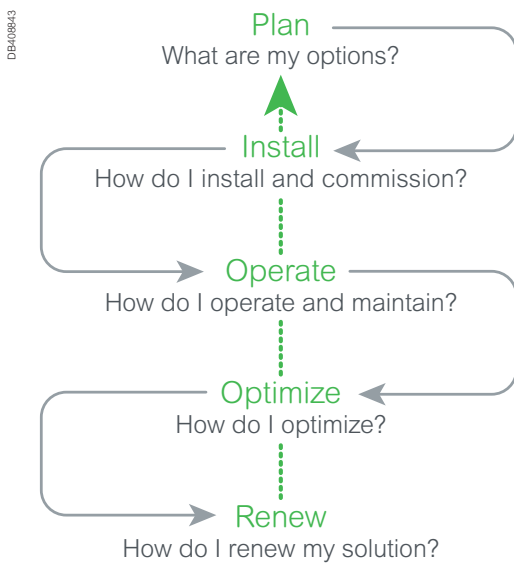 DB408843
Plan
What are my options?
Install
How do I install and commission?
Operate
How do I operate and maintain?
Optimize
How do I optimize?
Renew
How do I renew my solution?